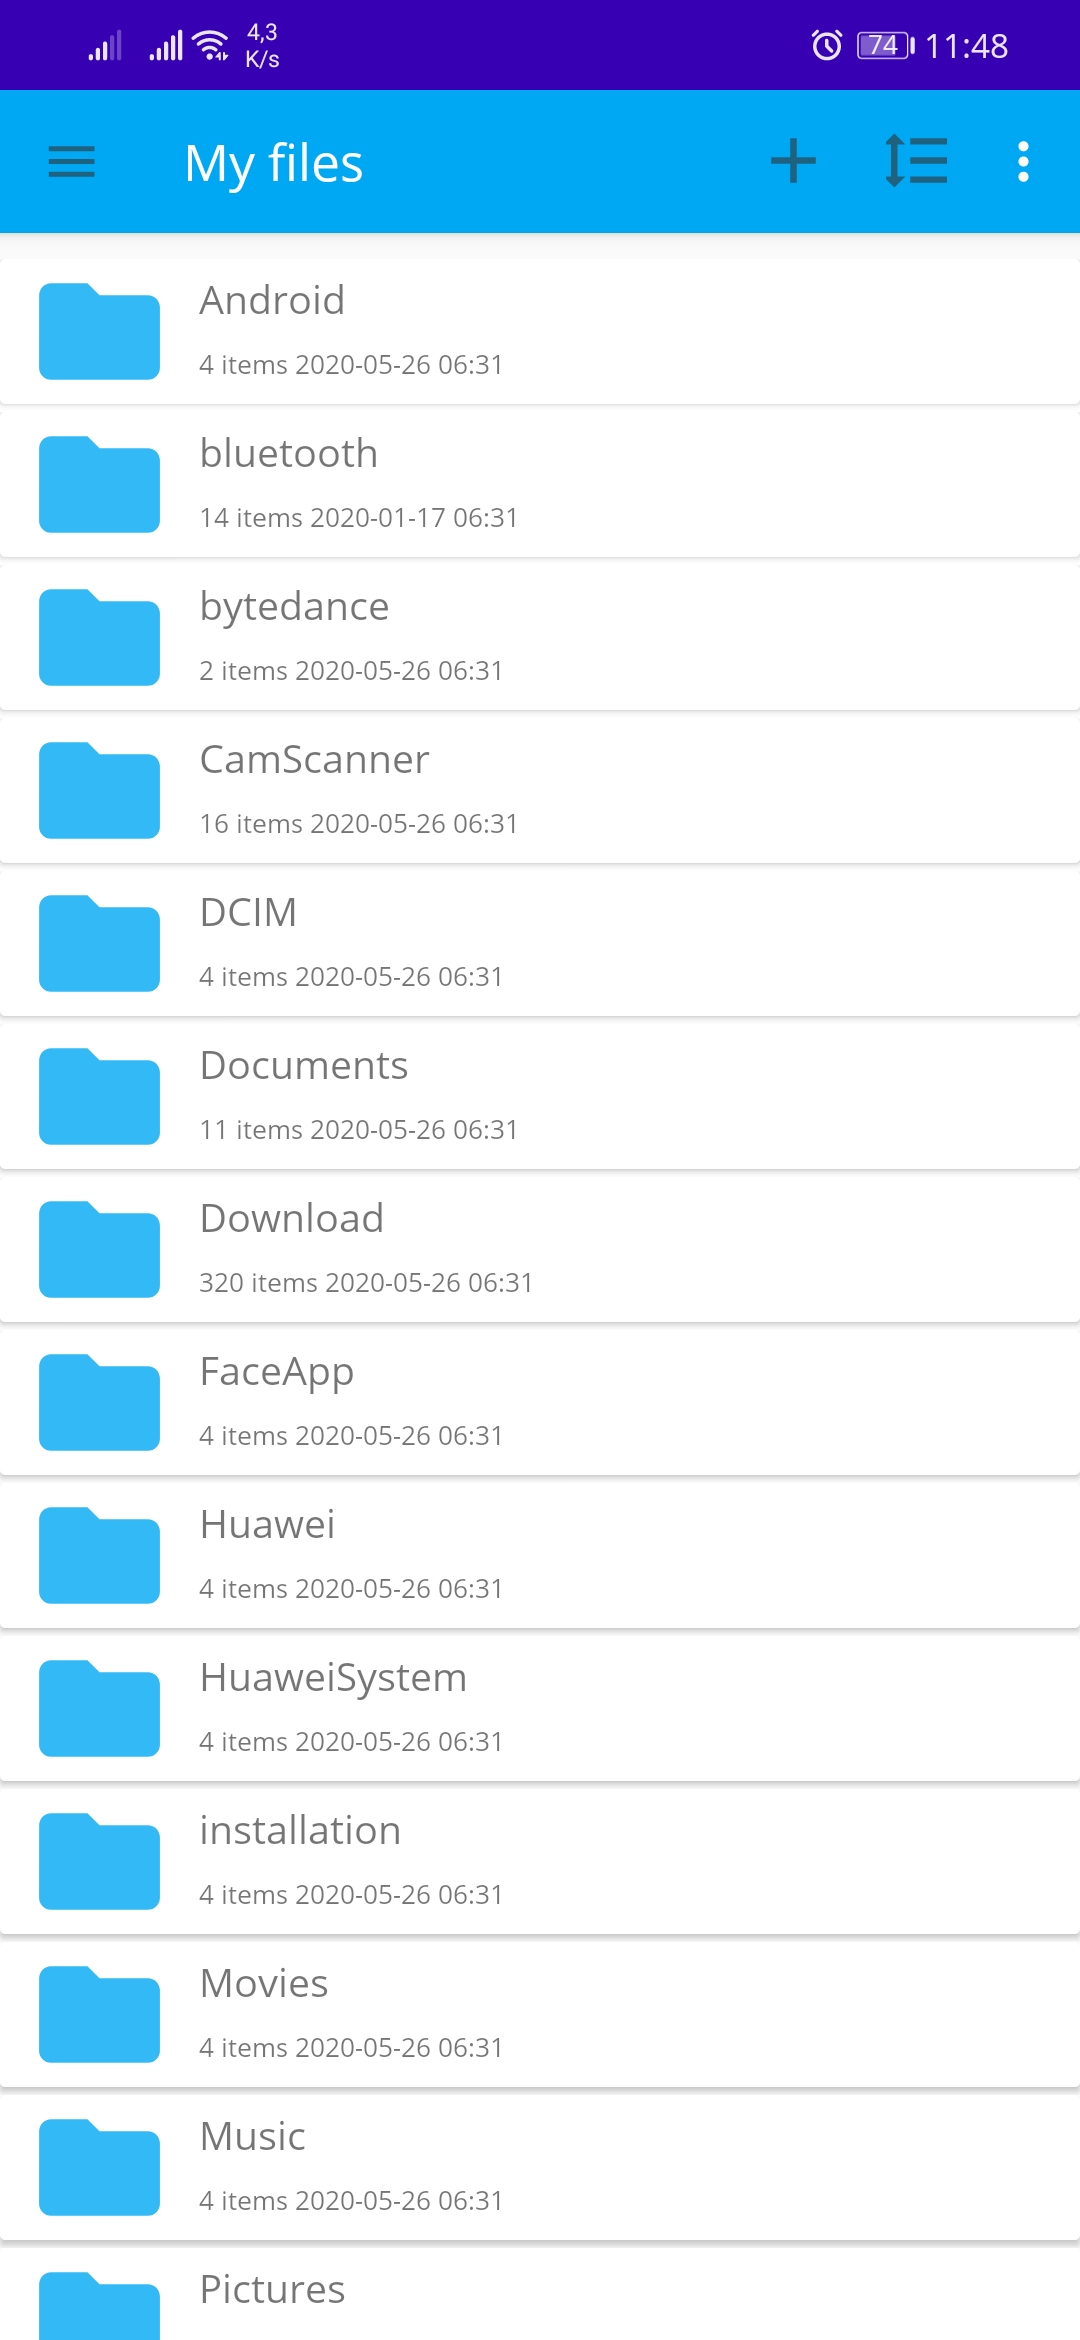 4,3
K/s
74
11:48
My files
Android
4 items 2020-05-26 06:31
bluetooth
14 items 2020-01-17 06:31
bytedance
2 items 2020-05-26 06:31
CamScanner
16 items 2020-05-26 06:31
DCIM
4 items 2020-05-26 06:31
Documents
11 items 2020-05-26 06:31
Download
320 items 2020-05-26 06:31
FaceApp
4 items 2020-05-26 06:31
Huawei
4 items 2020-05-26 06:31
HuaweiSystem
4 items 2020-05-26 06:31
installation
4 items 2020-05-26 06:31
Movies
4 items 2020-05-26 06:31
Music
4 items 2020-05-26 06:31
Pictures